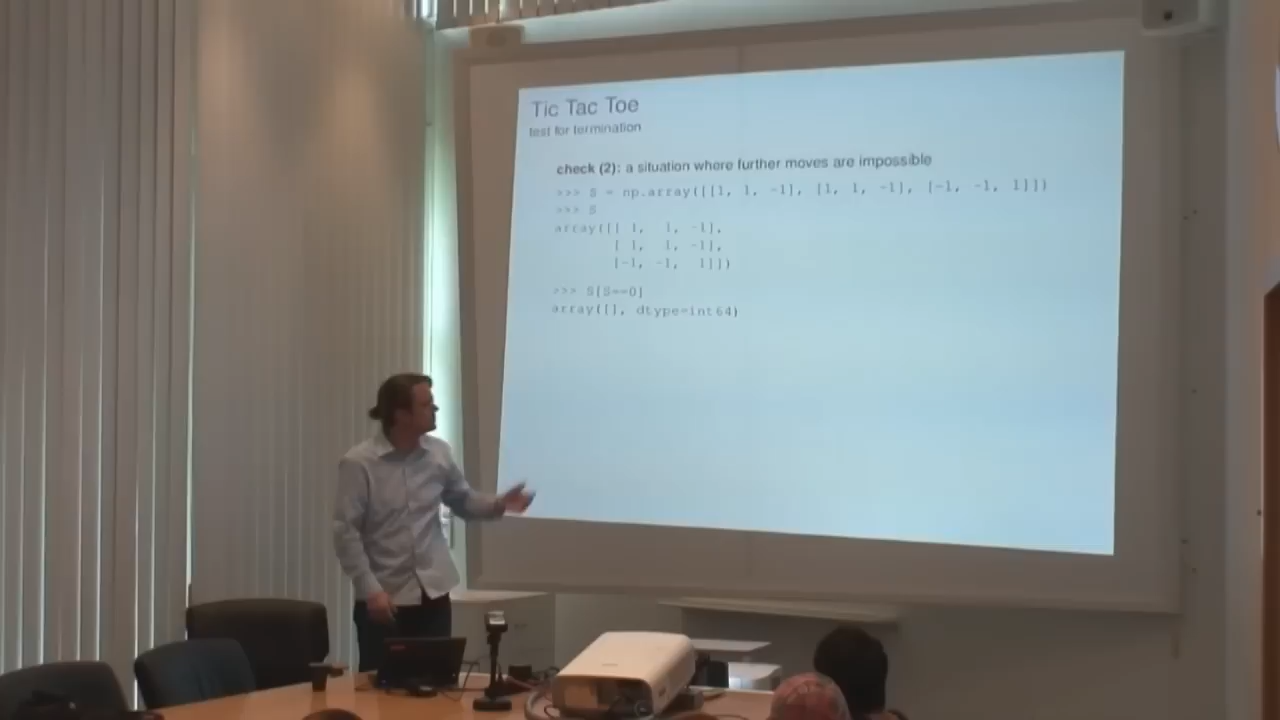 Tic Tac Toe
test for termination
check (2): a situation where further moves are impossible
>>> S = np.array([[1, 1, -1], [1, 1, -1], [-1, -1, 1]])
>>> S
array([[ 1, 1, -1],
[ 1, 1, -1],
[-1, -1, 1]])
>>> S[S==0]
array([], dtype=int64)